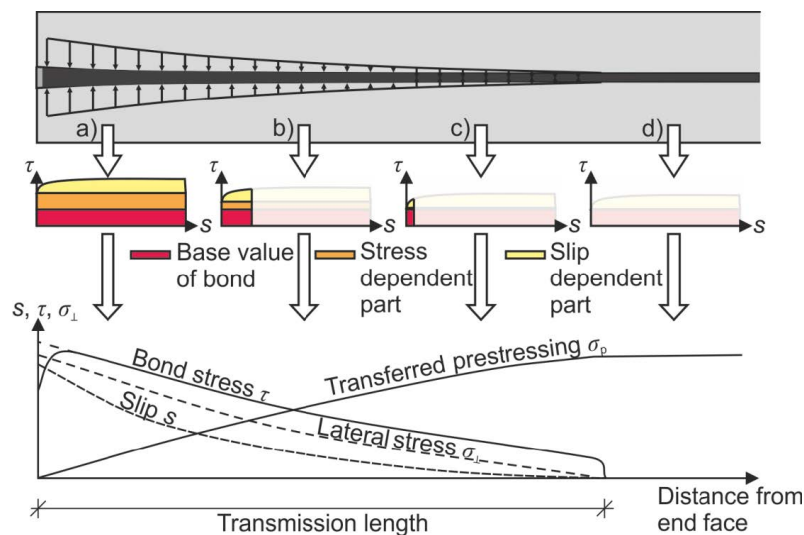 a)
b)
c)
d)
τ
τ
τ
τ
s
s
s
s
Base value
of bond
Stress
dependent
part
Slip
dependent
part
s, τ, σ⊥
Bond stress τ
Transferred prestressing σp
Slip s
Lateral stress σ⊥
Distance from
end face
Transmission length